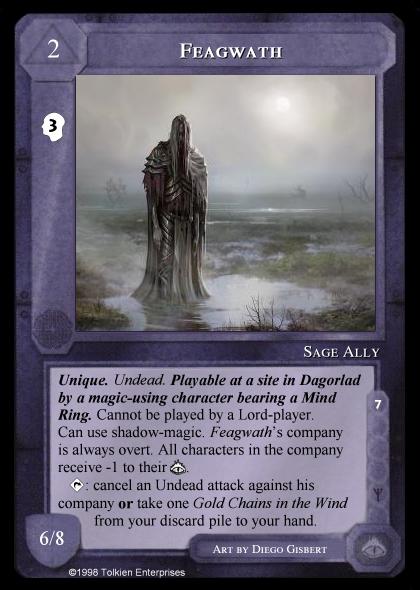 2
FEAGWATH
3
SAGE ALLY
Unique. Undead. Playable at a site in Dagorlad
by a magic-using character bearing a Mind
Ring. Cannot be played by a Lord-player.
Can use shadow-magic. Feagwath's company
is always overt. All characters in the company
receive -1 to their .
: cancel an Undead attack against his
company or take one Gold Chains in the Wind
from your discard pile to your hand.
7
6/8
ART BY DIEGO GISBERT
©1998 Tolkien Enterprises